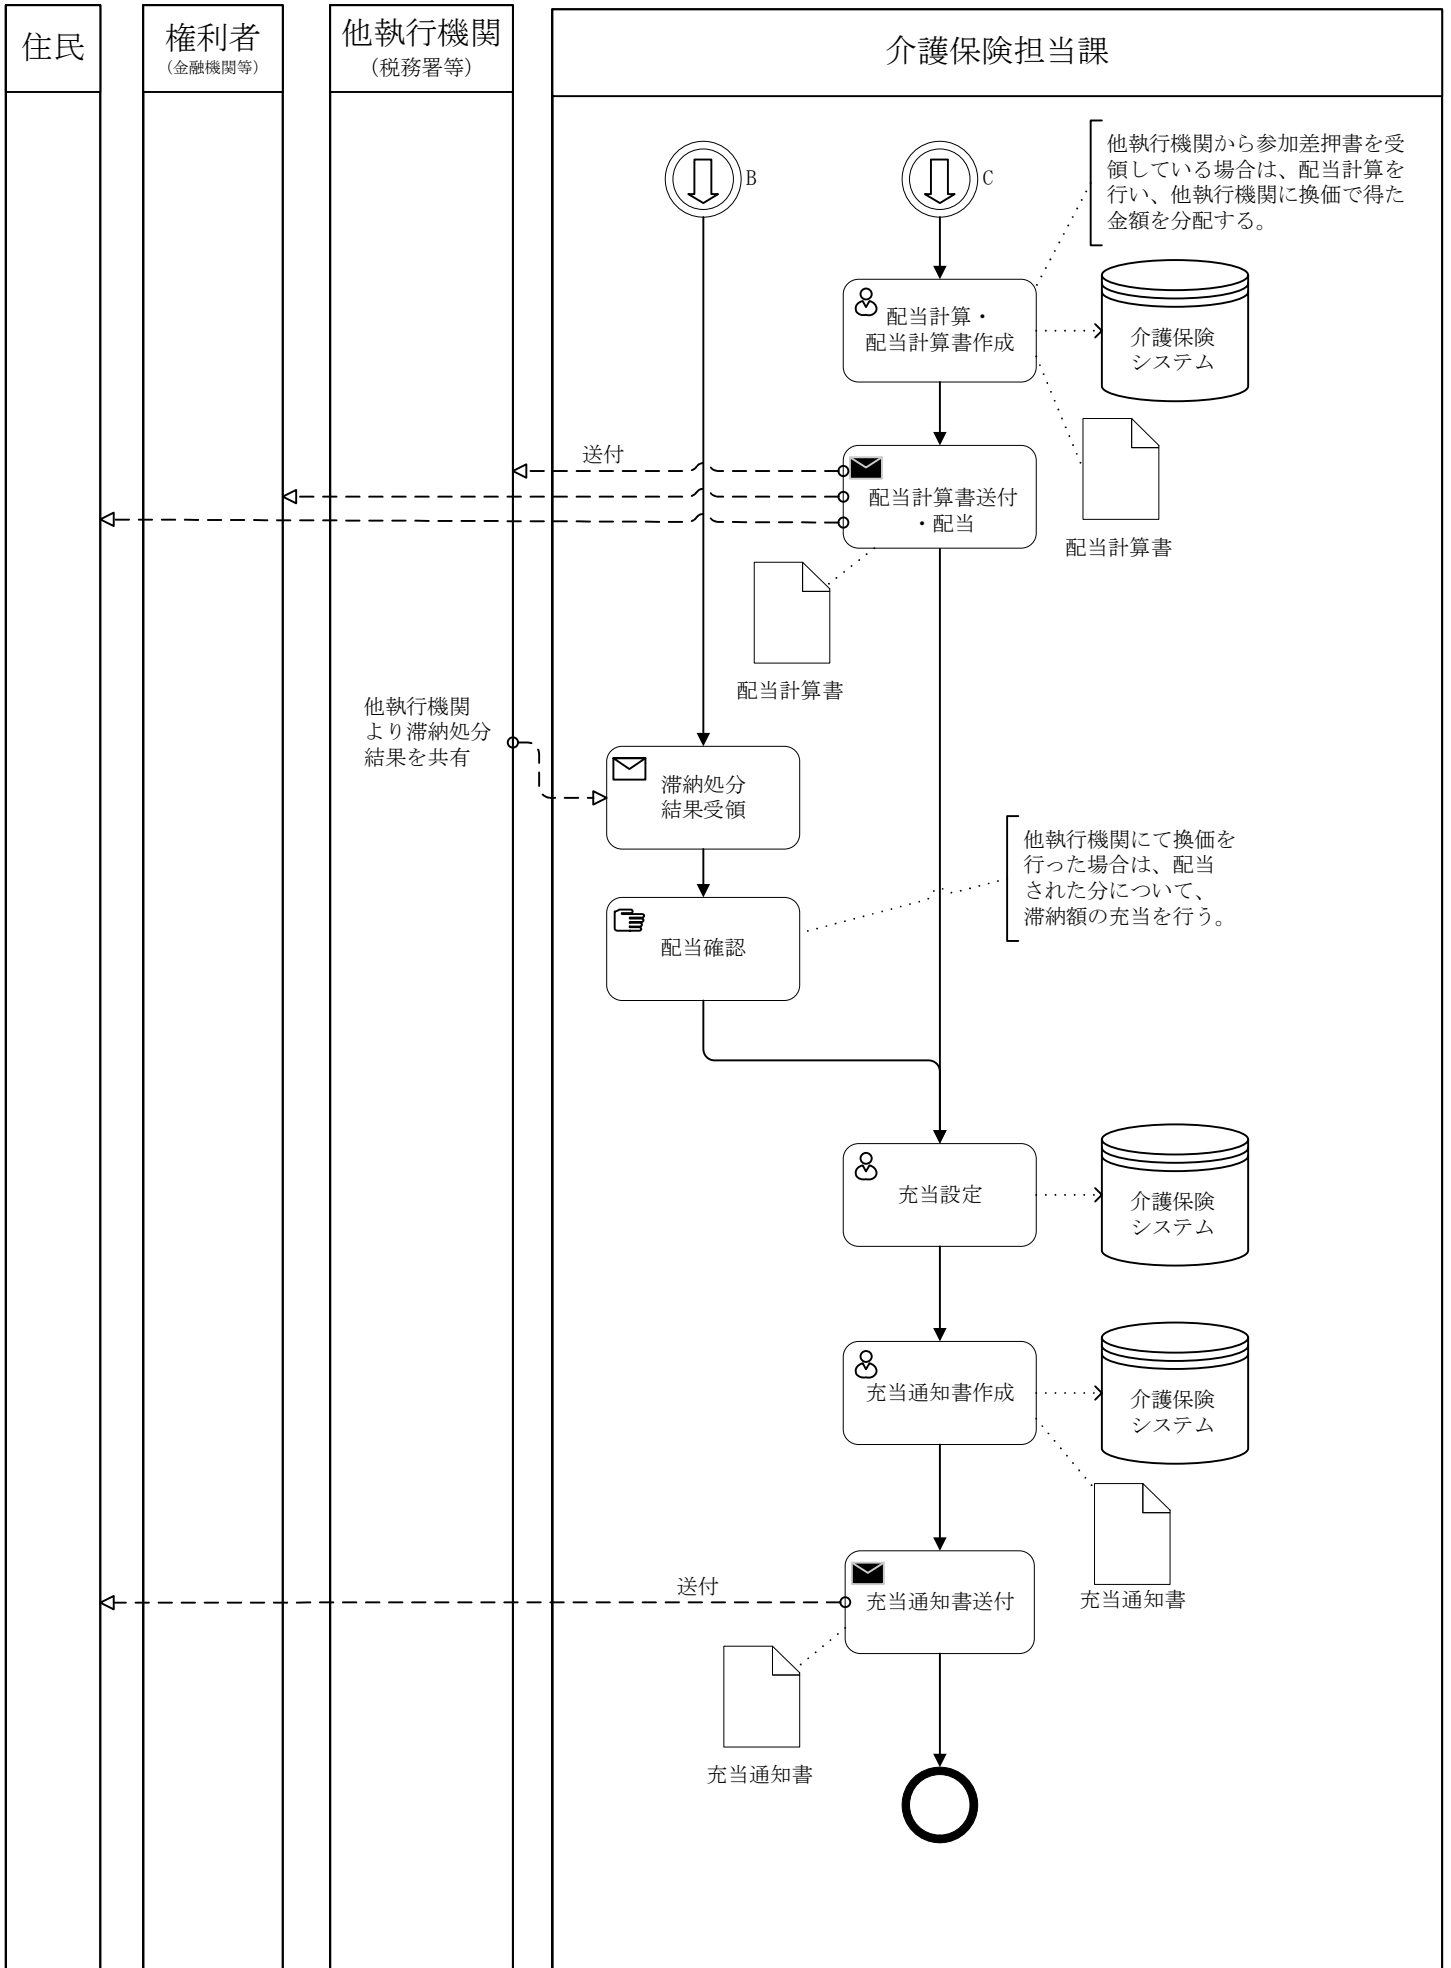 住民
権利者
(金融機関等)
他執行機関
(税務署等)
介護保険担当課
B
C
他執行機関から参加差押書を受
領している場合は、配当計算を
行い、他執行機関に換価で得た
金額を分配する。
配当計算・
配当計算書作成
介護保険
システム
送付
配当計算書送付
・配当
配当計算書
配当計算書
他執行機関
より滞納処分
結果を共有
滞納処分
結果受領
他執行機関にて換価を
行った場合は、配当
された分について、
滞納額の充当を行う。
配当確認
充当設定
介護保険
システム
充当通知書作成
介護保険
システム
充当通知書
送付
充当通知書送付
充当通知書